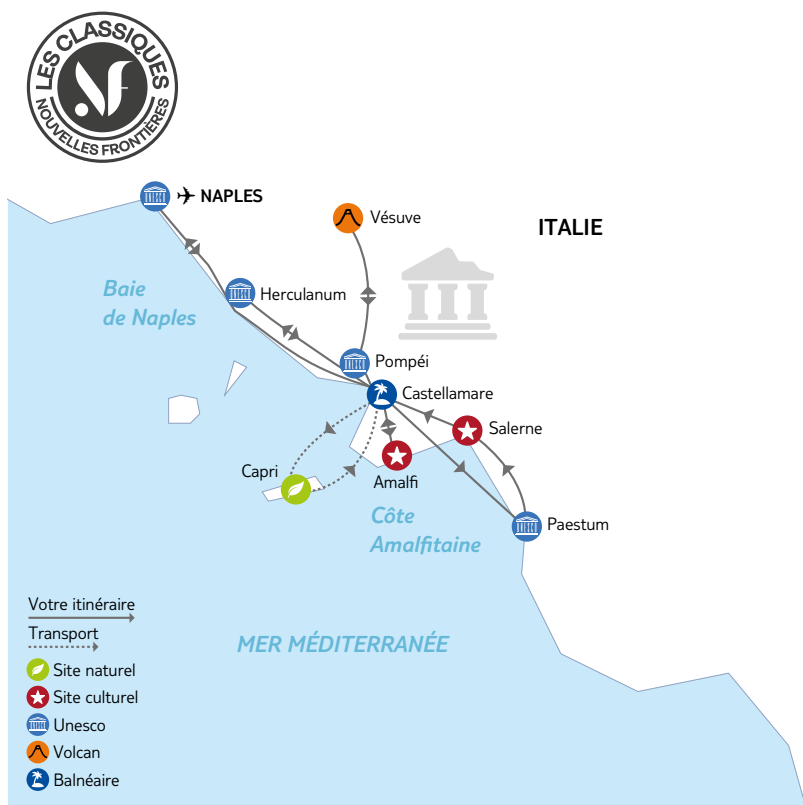 LES CLASSIQUES
NF
NOUVELLES FRONTIÈRES
NAPLES
Vésuve
ITALIE
Baie
de Naples
Herculanum
Pompéi
Castellamare
Salerne
Capri
Amalfi
Côte
Amalfitaine
Paestum
Votre itinéraire
Transport
MER MÉDITERRANÉE
Site naturel
Site culturel
Unesco
Volcan
Balnéaire